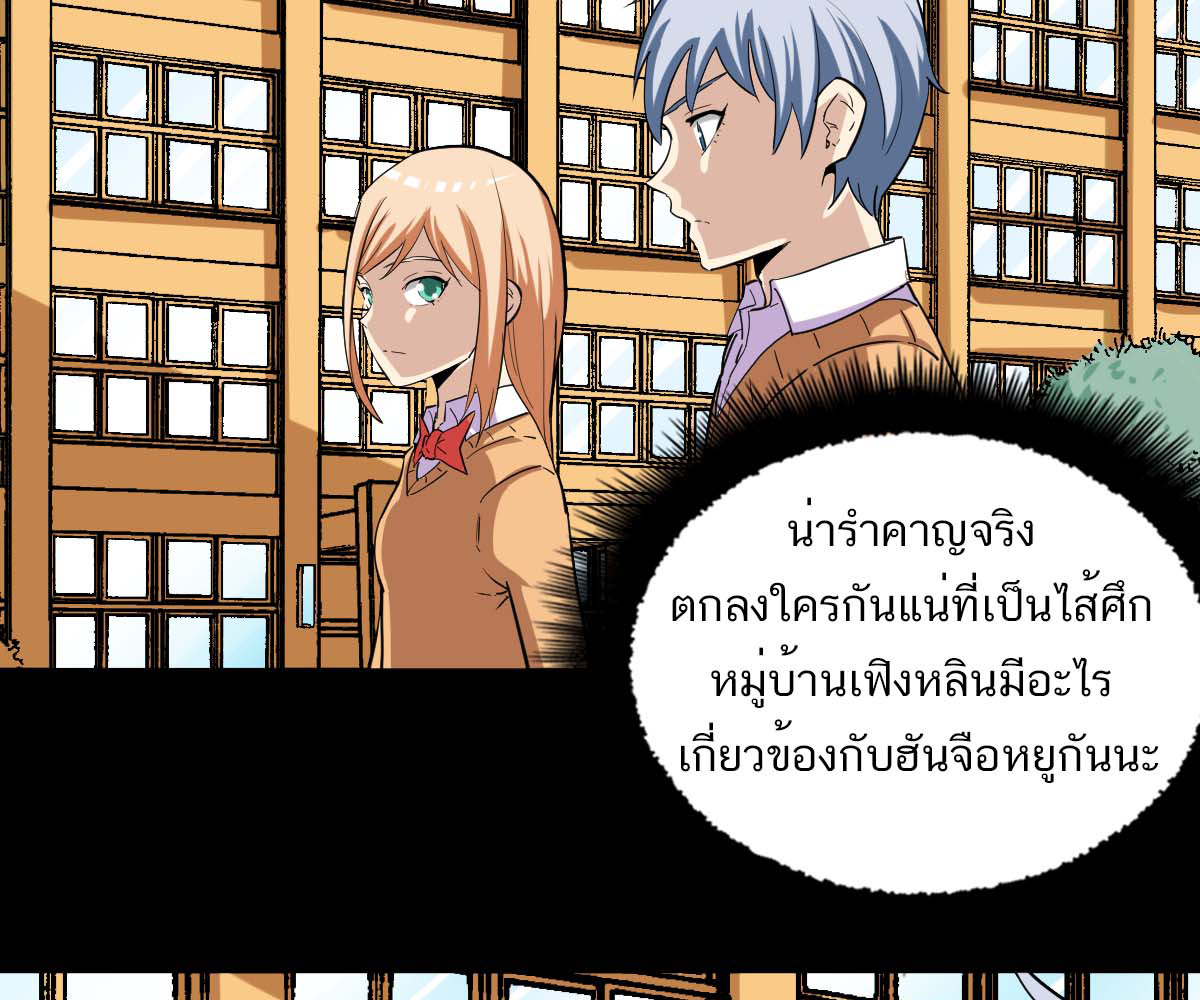 น่ารำคาญจริง
ตกลงใครกันแน่ที่เป็นไส้ศึก
หมู่บ้านเฟิงหลินมีอะไร
เกี่ยวข้องกับฮันจือหยูกันนะ